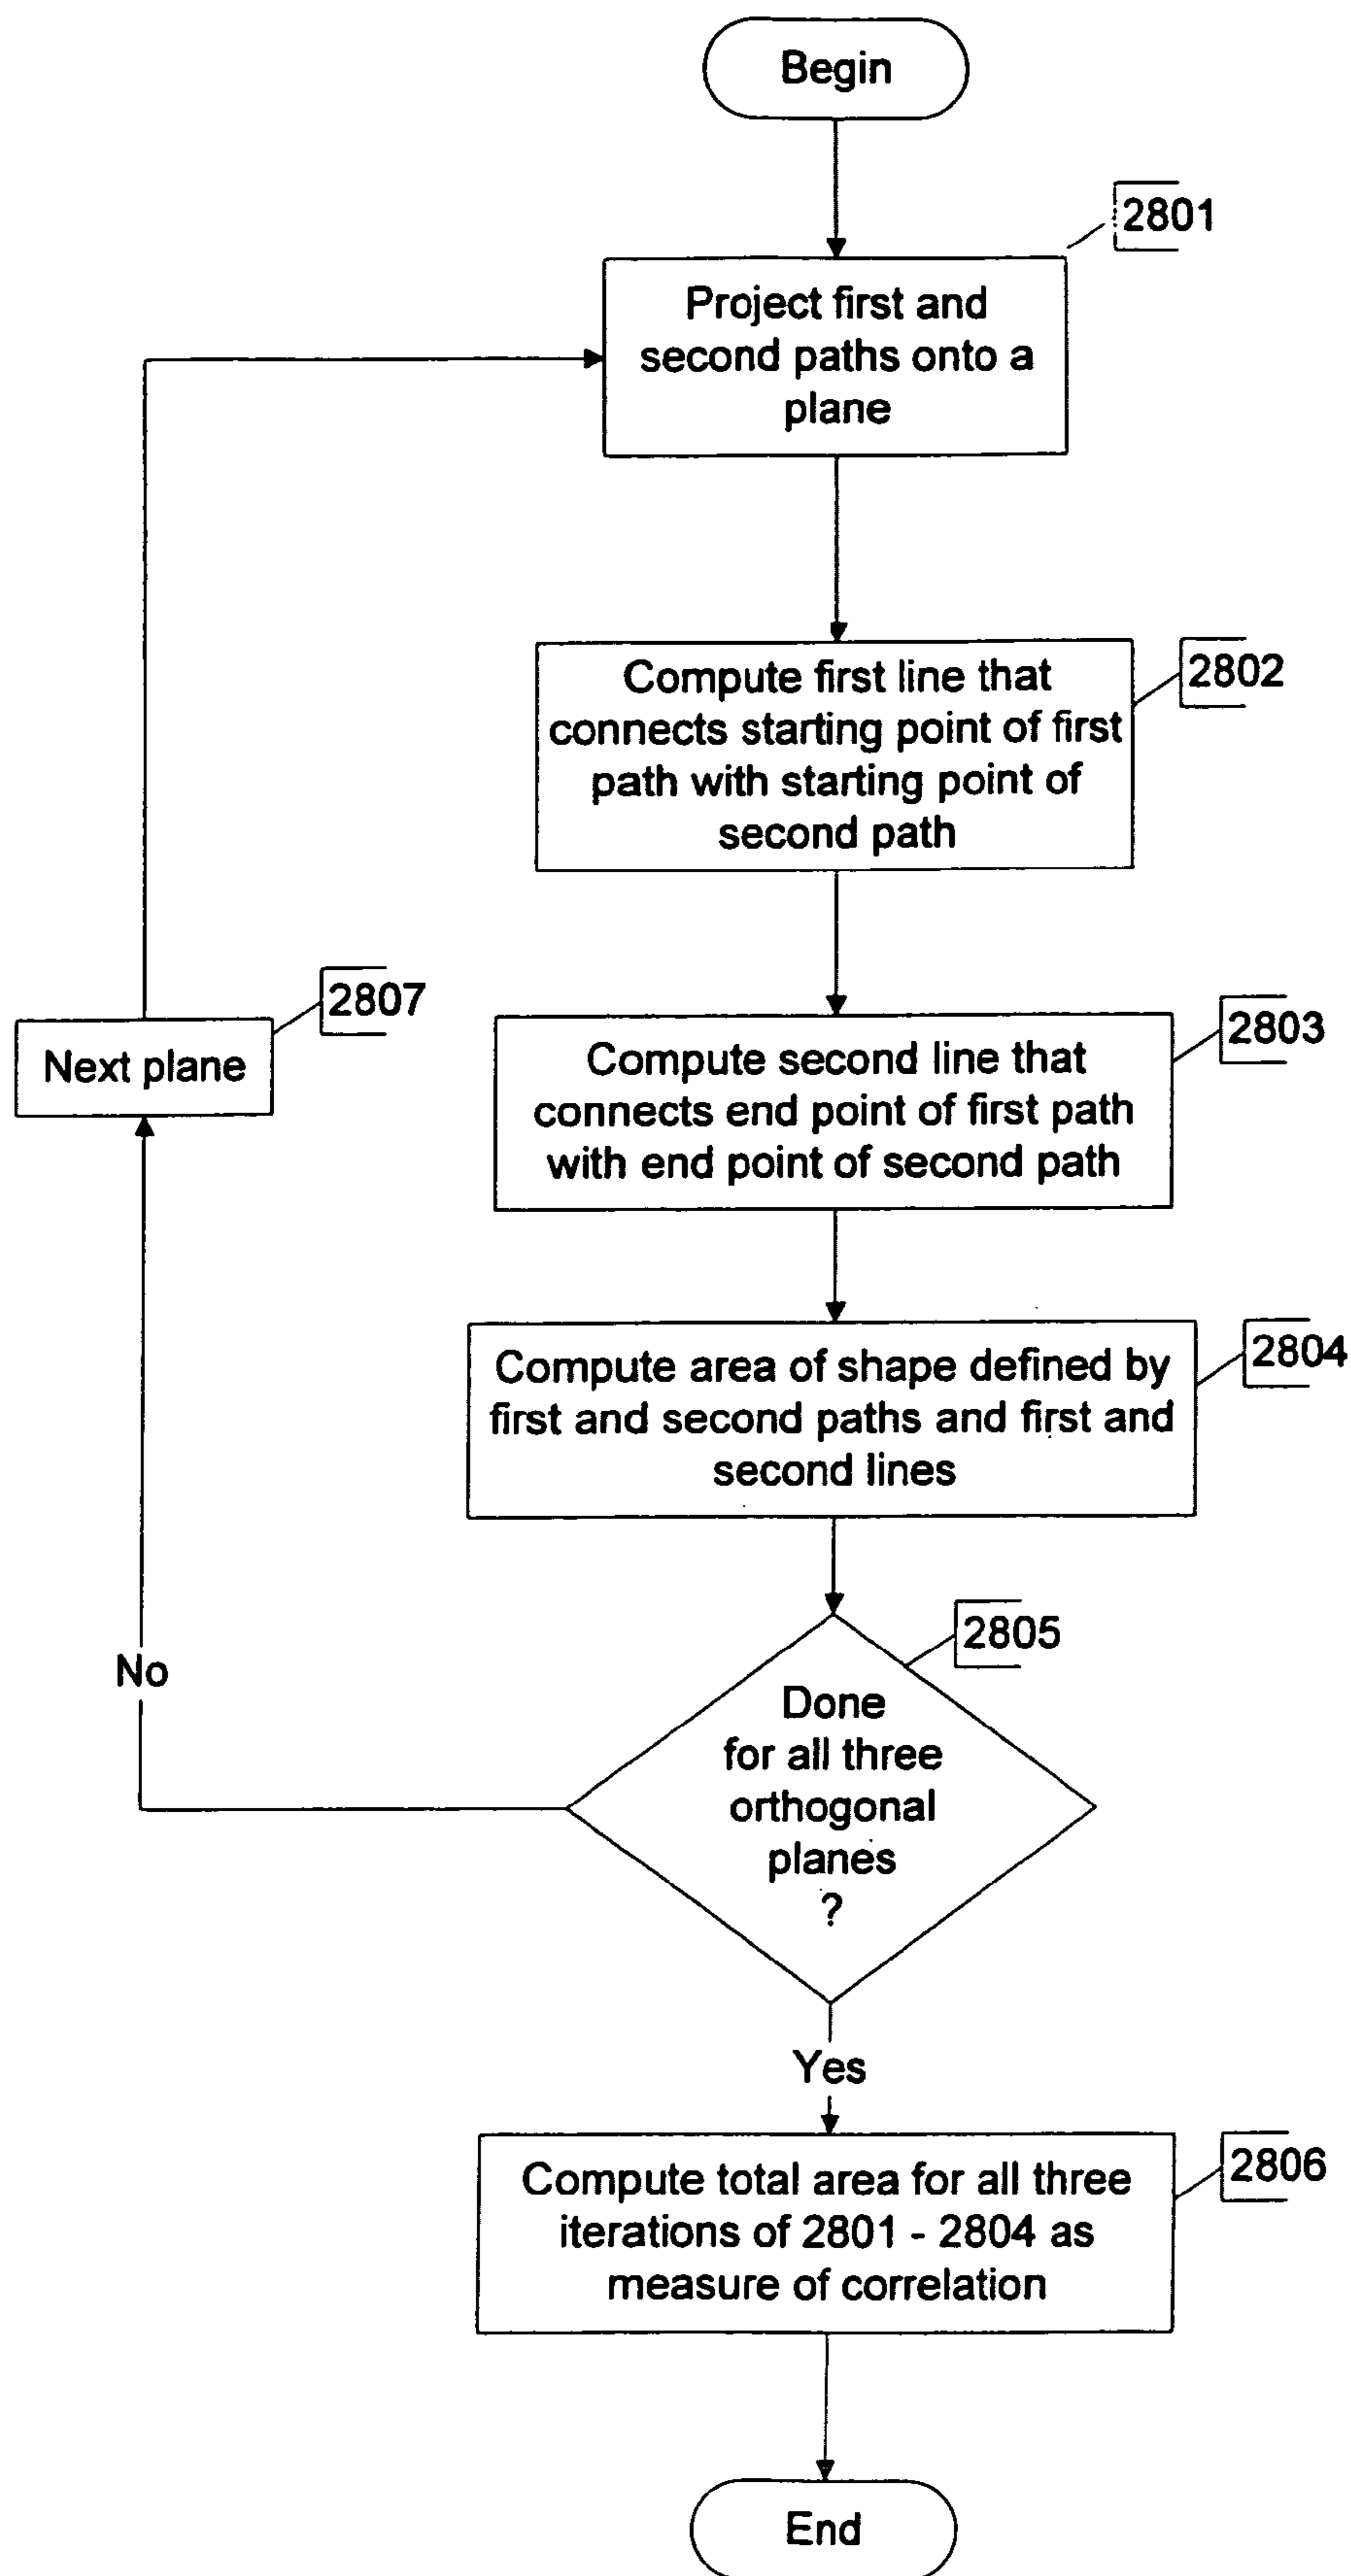 Begin
2801
Project first and
second paths onto a
plane
2802
Compute first line that
connects starting point of first
path with starting point of
second path
2807
Next plane
2803
Compute second line that
connects end point of first path
with end point of second path
2804
Compute area of shape defined by
first and second paths and first and
second lines
2805
Done
for all three
orthogonal
planes
?
No
Yes
2806
Compute total area for all three
iterations of 2801 - 2804 as
measure of correlation
End